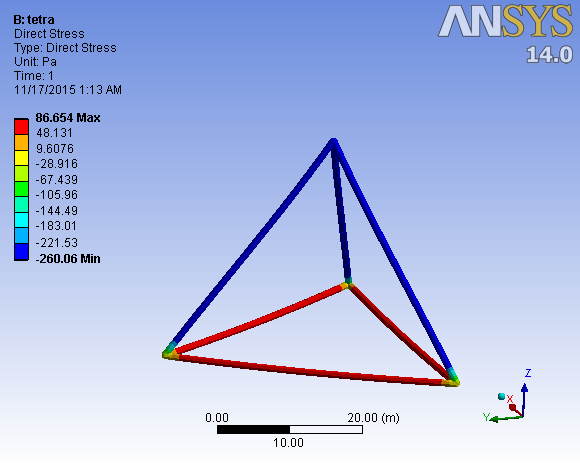 B: tetra
Direct Stress
Type: Direct Stress
Unit: Pa
Time: 1
11/17/2015 1:13 AM
ANSYS
14.0
86.654 Max
48.131
9.6076
-28.916
-67.439
-105.96
-144.49
-183.01
-221.53
-260.06 Min
0.00 20.00 (m)
10.00
Z
X
Y